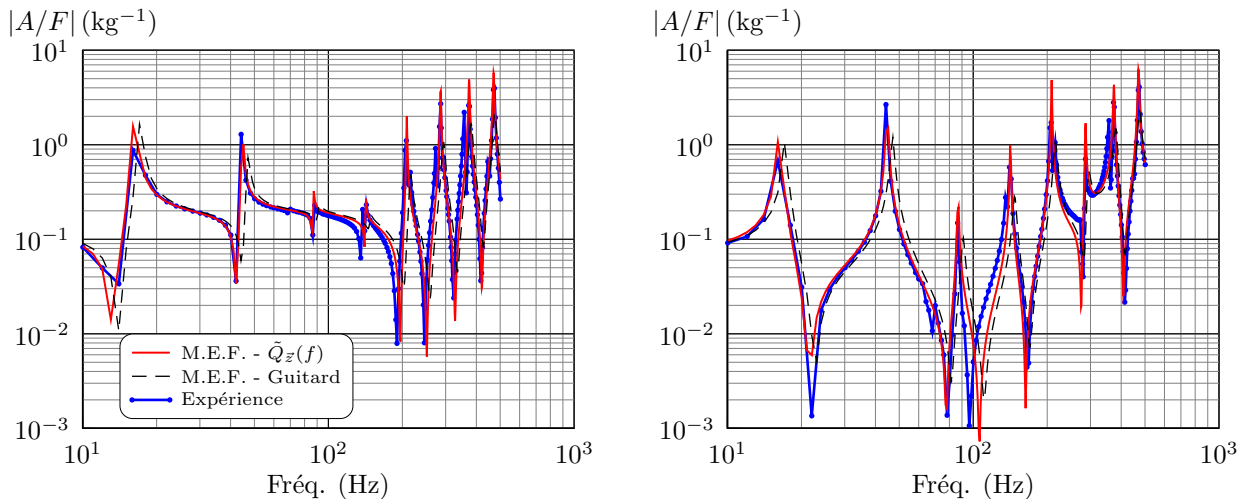 |A/F| (kg⁻¹)
10¹
10⁰
10⁻¹
10⁻²
10⁻³
10¹
10²
10³
Fréq. (Hz)
M.E.F. - Q̃_z⃗(f)
M.E.F. - Guitard
Expérience
|A/F| (kg⁻¹)
10¹
10⁰
10⁻¹
10⁻²
10⁻³
10¹
10²
10³
Fréq. (Hz)